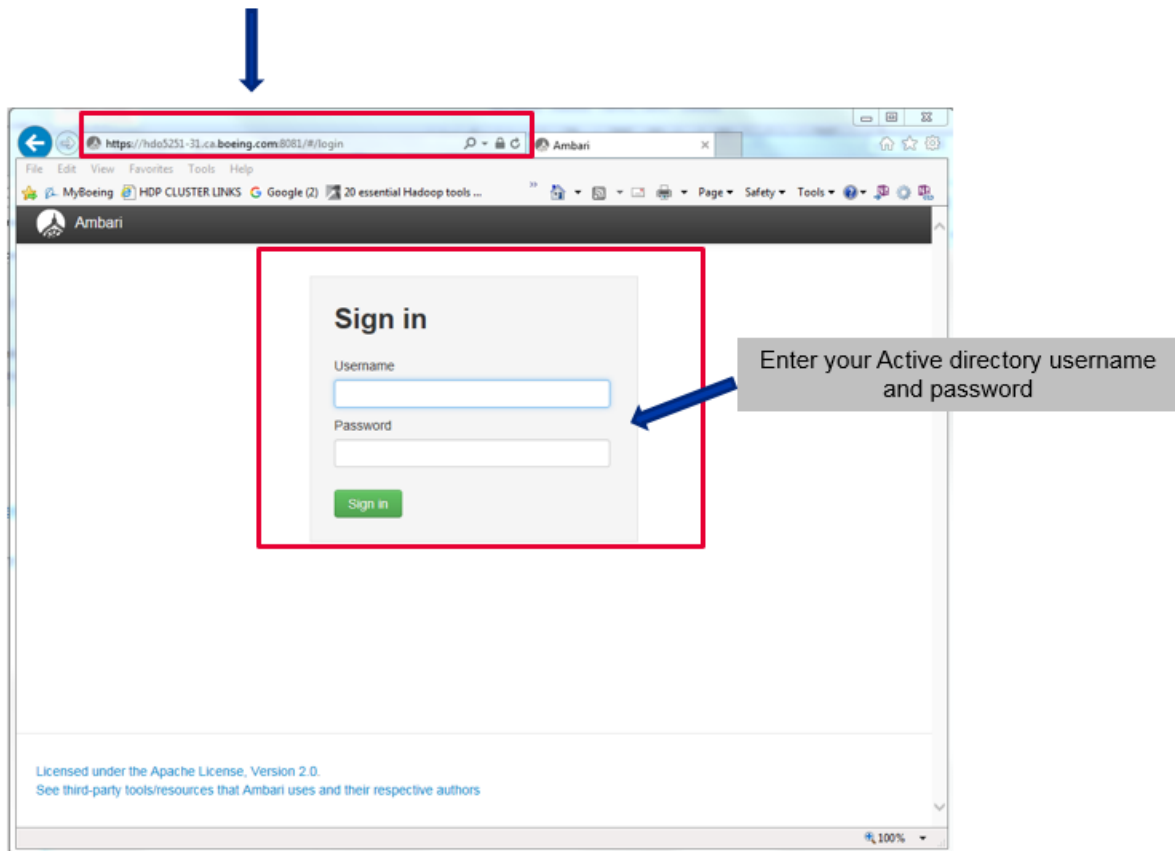 https://hdo5251-31.ca.boeing.com:8081/#/login
Ambari
File Edit View Favorites Tools Help
MyBoeing HDP CLUSTER LINKS Google (2) 20 essential Hadoop tools ... » Page Safety Tools
Ambari
Sign in
Username
Enter your Active directory username
and password
Password
Sign in
Licensed under the Apache License, Version 2.0.
See third-party tools/resources that Ambari uses and their respective authors
100%